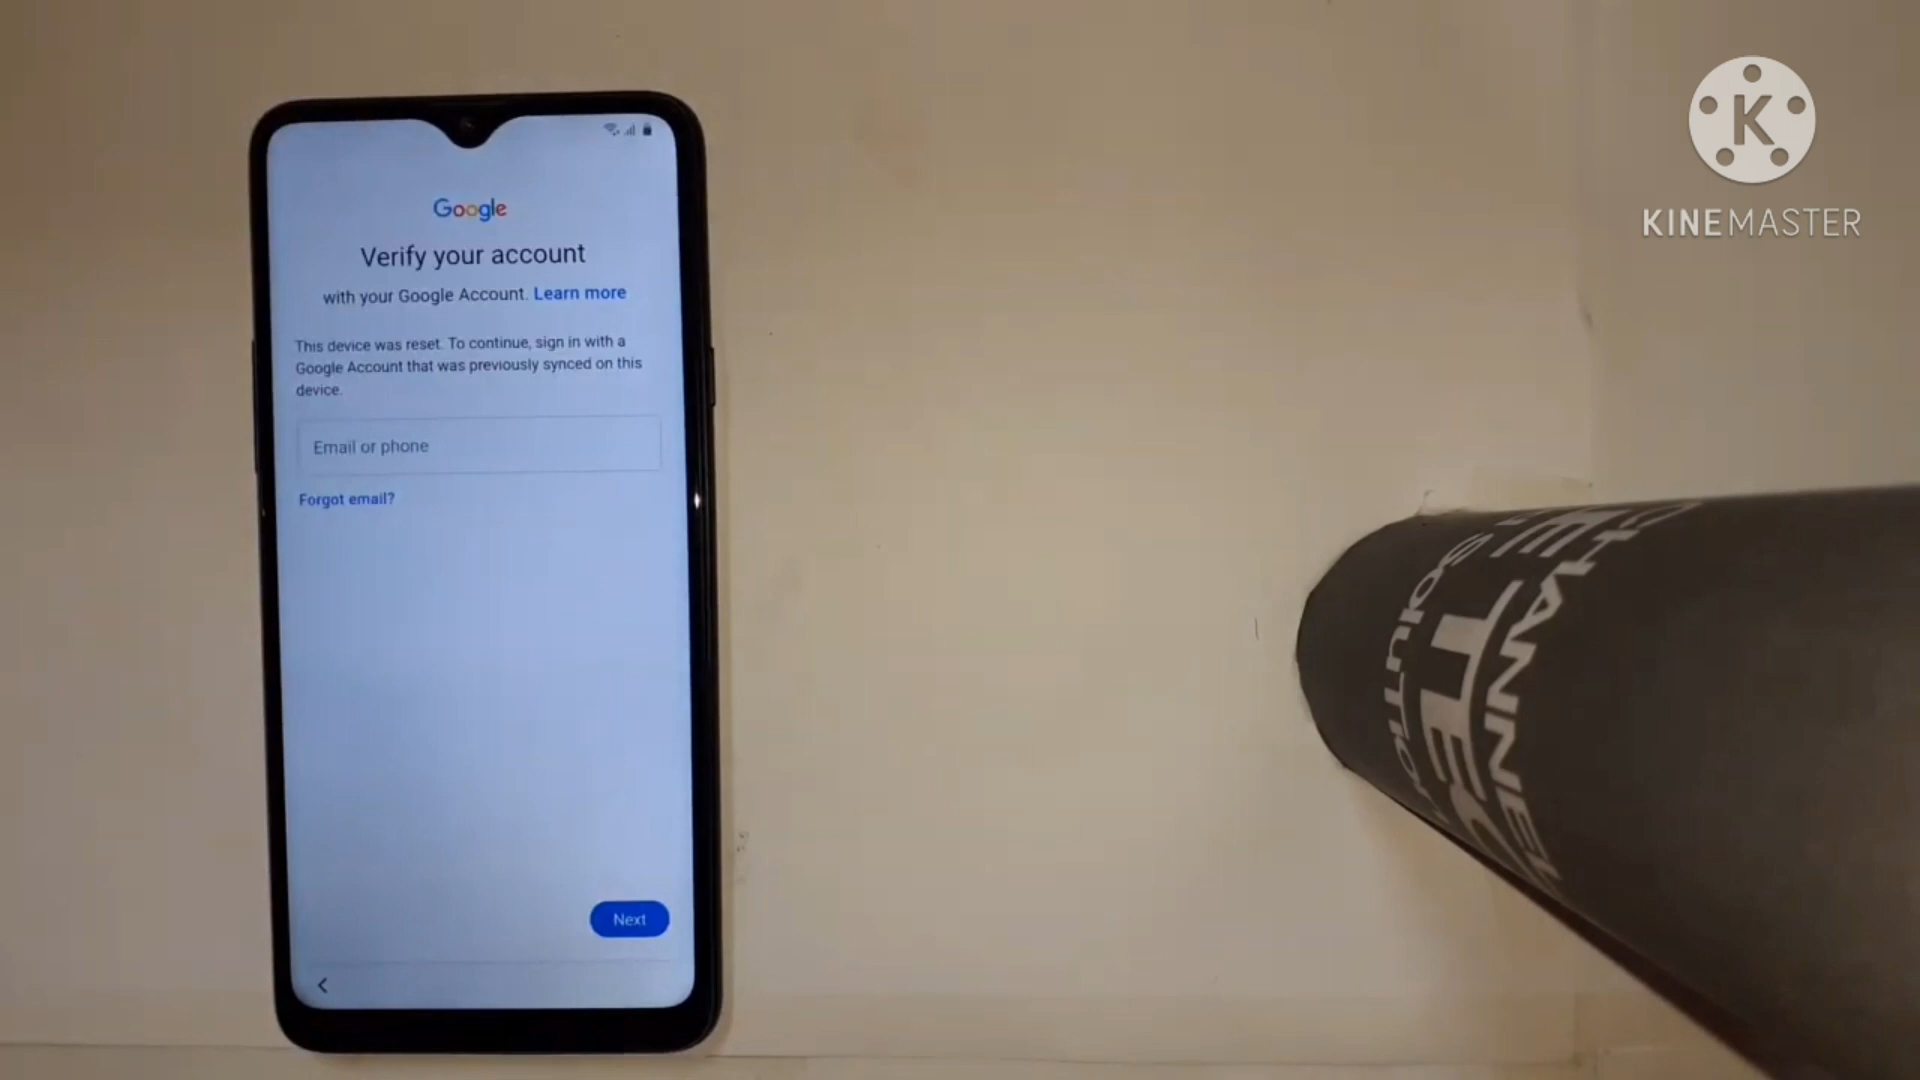 Google
Verify your account
with your Google Account. Learn more
This device was reset. To continue, sign in with a
Google Account that was previously synced on this
device.
Email or phone
Forgot email?
Next
K
KINEMASTER
CHANNEL